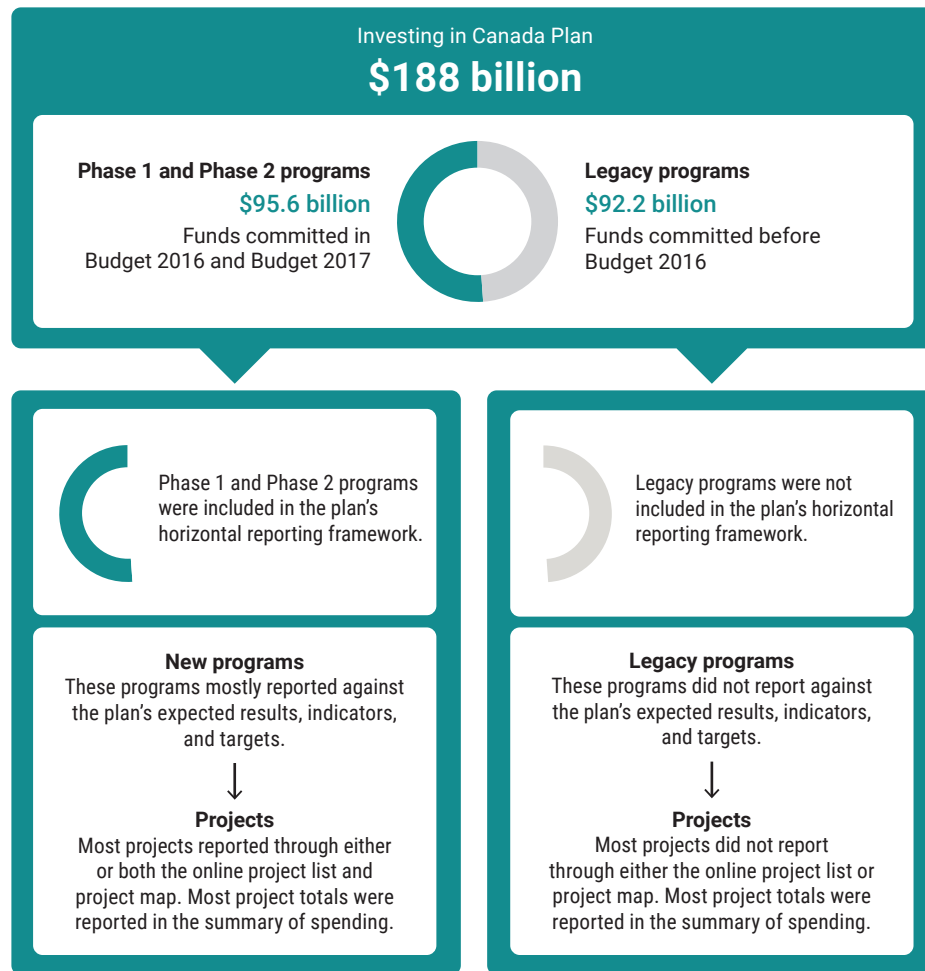 Investing in Canada Plan
$188 billion
Phase 1 and Phase 2 programs
$95.6 billion
Funds committed in
Budget 2016 and Budget 2017
Legacy programs
$92.2 billion
Funds committed before
Budget 2016
Phase 1 and Phase 2 programs
were included in the plan's
horizontal reporting framework.
Legacy programs were not
included in the plan's horizontal
reporting framework.
New programs
These programs mostly reported against
the plan's expected results, indicators,
and targets.
Projects
Most projects reported through either
or both the online project list and
project map. Most project totals were
reported in the summary of spending.
Legacy programs
These programs did not report against
the plan's expected results, indicators,
and targets.
Projects
Most projects did not report
through either the online project list or
project map. Most project totals were
reported in the summary of spending.